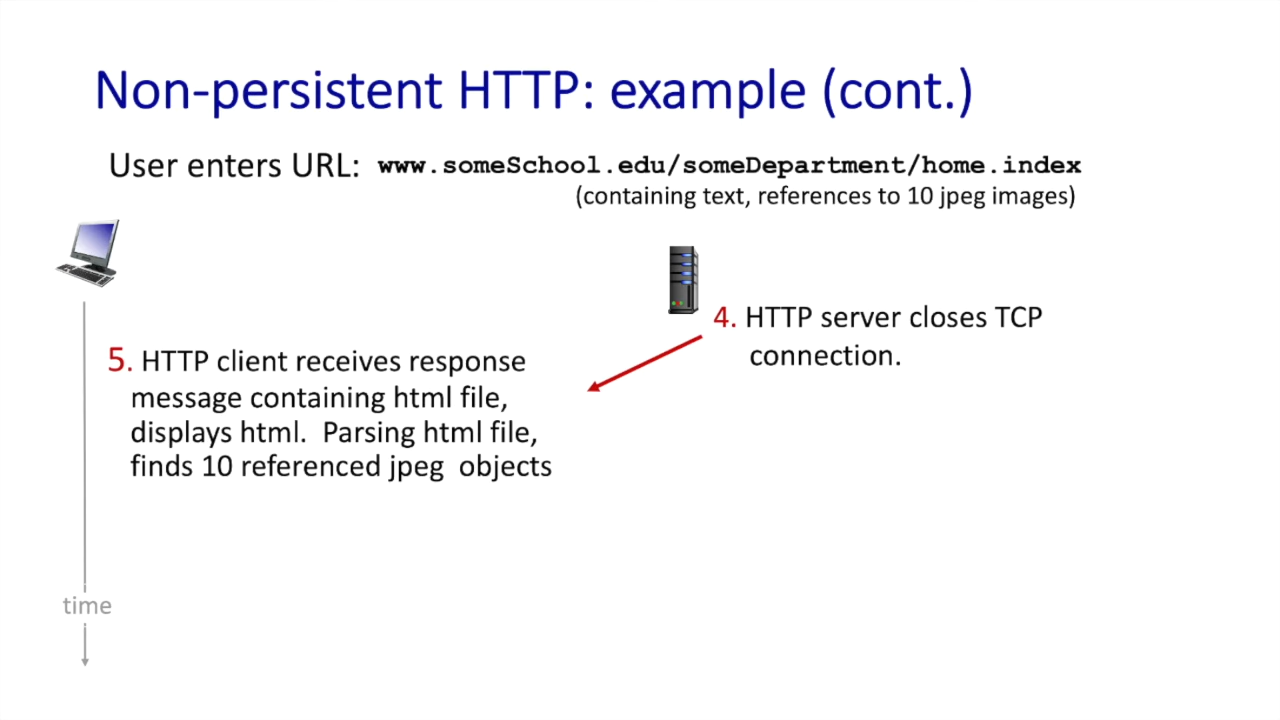 Non-persistent HTTP: example (cont.)
User enters URL: www.someSchool.edu/someDepartment/home.index
(containing text, references to 10 jpeg images)
4. HTTP server closes TCP
connection.
5. HTTP client receives response
message containing html file,
displays html. Parsing html file,
finds 10 referenced jpeg objects
time